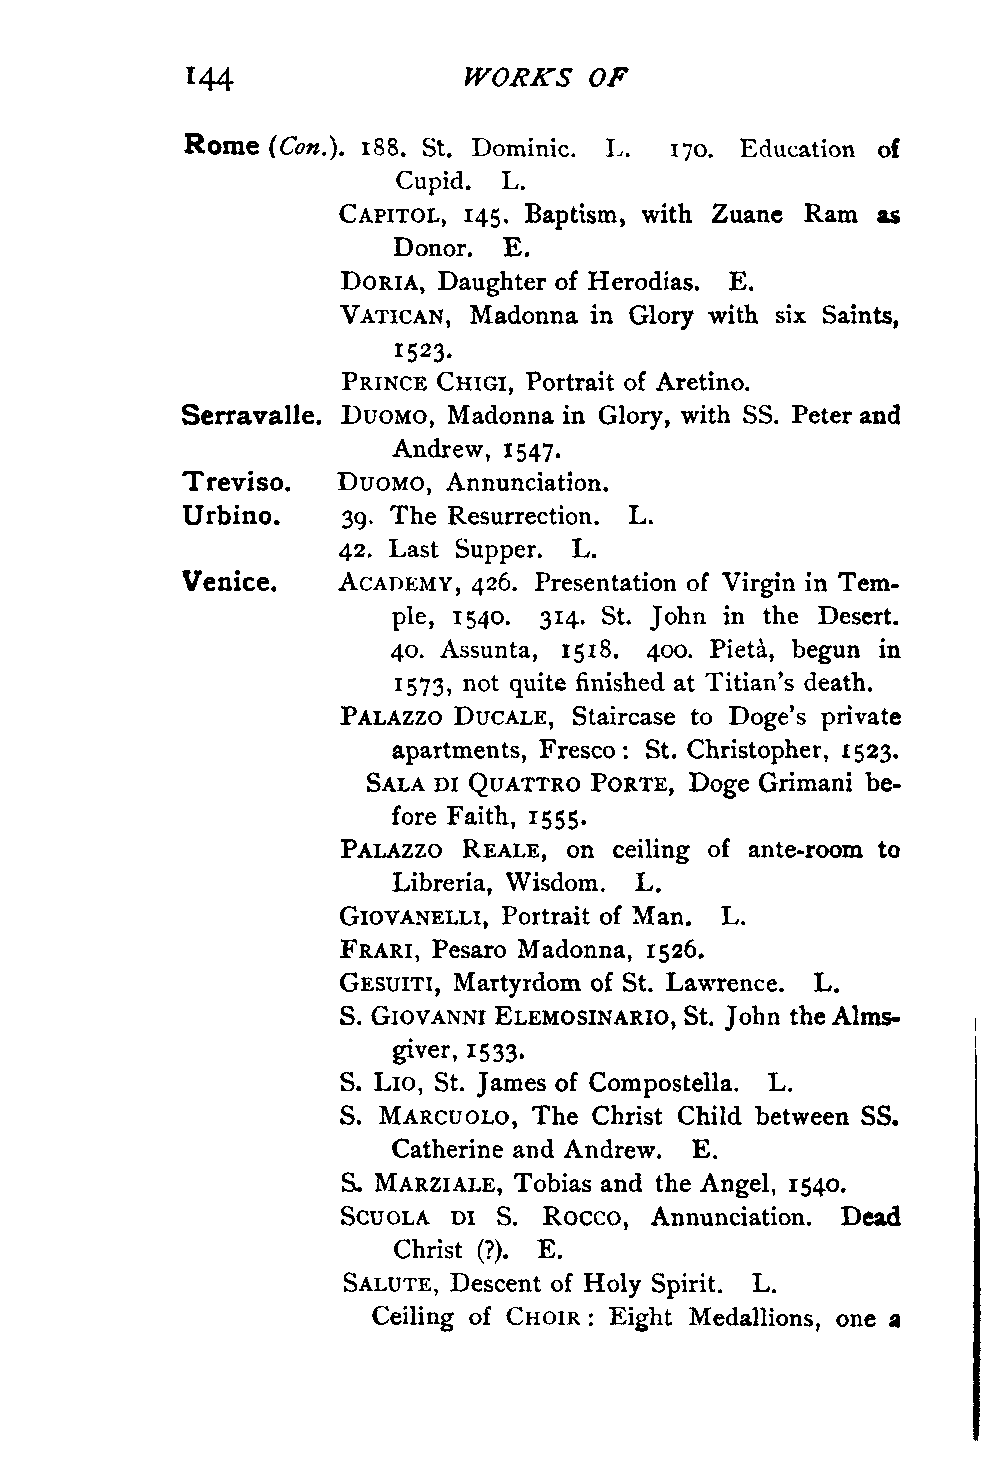 144 WORKS OF
Rome (Con.). 188. St. Dominic. L. 170. Education of
Cupid. L.
CAPITOL, 145. Baptism, with Zuane Ram as
Donor. E.
DORIA, Daughter of Herodias. E.
VATICAN, Madonna in Glory with six Saints,
1523.
PRINCE CHIGI, Portrait of Aretino.
Serravalle. DUOMO, Madonna in Glory, with SS. Peter and
Andrew, 1547.
Treviso. DUOMO, Annunciation.
Urbino. 39. The Resurrection. L.
42. Last Supper. L.
Venice. ACADEMY, 426. Presentation of Virgin in Tem-
ple, 1540. 314. St. John in the Desert.
40. Assunta, 1518. 400. Pietà, begun in
1573, not quite finished at Titian's death.
PALAZZO DUCALE, Staircase to Doge's private
apartments, Fresco: St. Christopher, 1523.
SALA DI QUATTRO PORTE, Doge Grimani be-
fore Faith, 1555.
PALAZZO REALE, on ceiling of ante-room to
Libreria, Wisdom. L.
GIOVANELLI, Portrait of Man. L.
FRARI, Pesaro Madonna, 1526.
GESUITI, Martyrdom of St. Lawrence. L.
S. GIOVANNI ELEMOSINARIO, St. John the Alms-
giver, 1533.
S. LIO, St. James of Compostella. L.
S. MARCUOLO, The Christ Child between SS.
Catherine and Andrew. E.
S. MARZIALE, Tobias and the Angel, 1540.
SCUOLA DI S. ROCCO, Annunciation. Dead
Christ (?). E.
SALUTE, Descent of Holy Spirit. L.
Ceiling of CHOIR: Eight Medallions, one a